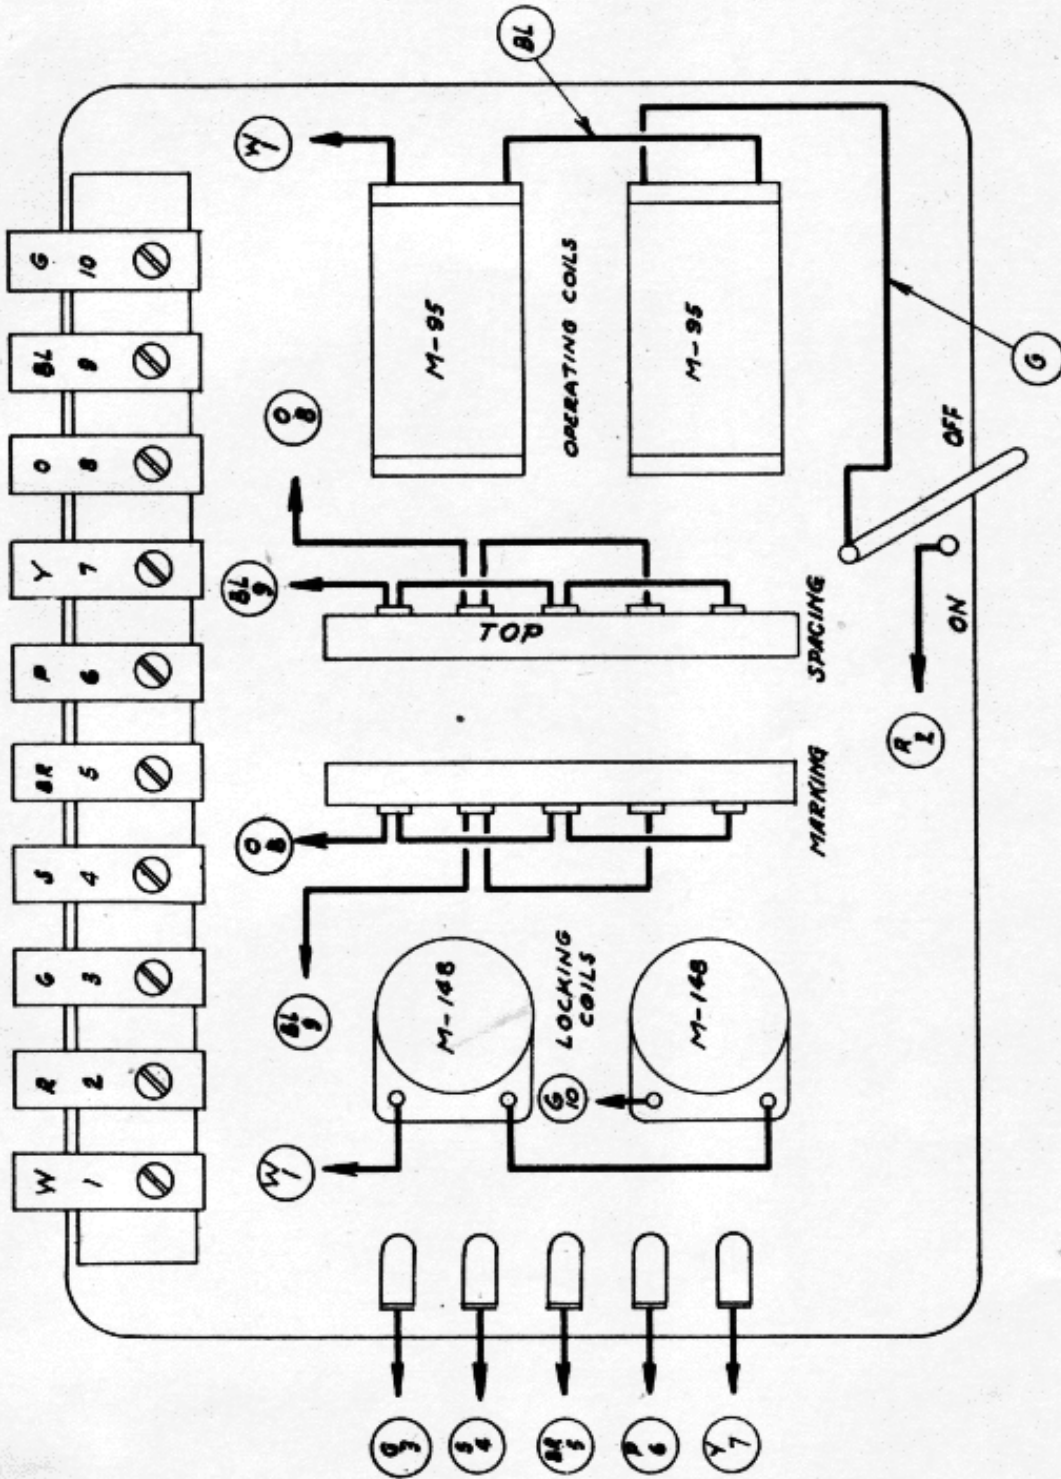 W R G S BR P Y O BL G
1 2 3 4 5 6 7 8 9 10
W
1
BL
9
O
8
BL
9
O
8
W
1
G
3
M-148
TOP
M-95
S
4
BL
BR
5
G
10
LOCKING
COILS
OPERATING COILS
P
6
M-148
M-95
Y
7
MARKING
SPACING
R
2
ON
OFF
G